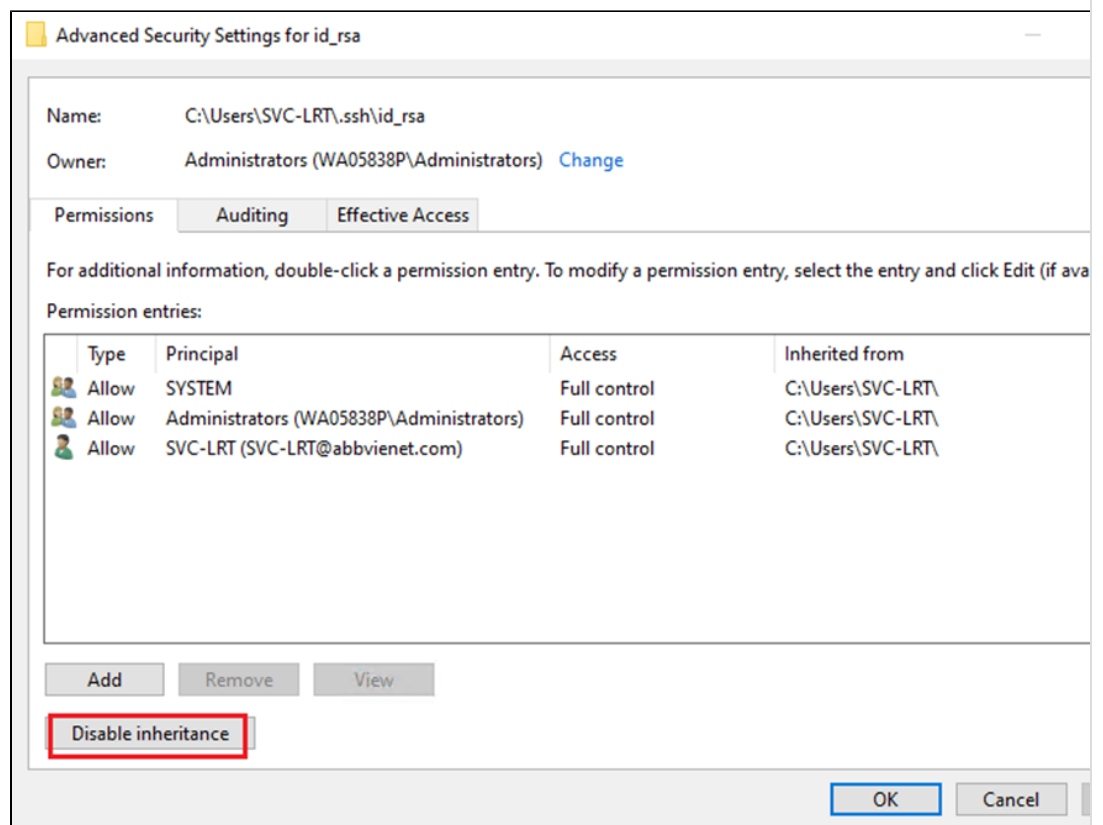 Advanced Security Settings for id_rsa
Name: C:\Users\SVC-LRT\.ssh\id_rsa
Owner: Administrators (WA05838P\Administrators) Change
Permissions Auditing Effective Access
For additional information, double-click a permission entry. To modify a permission entry, select the entry and click Edit (if ava
Permission entries:
Type Principal Access Inherited from
Allow SYSTEM Full control C:\Users\SVC-LRT\
Allow Administrators (WA05838P\Administrators) Full control C:\Users\SVC-LRT\
Allow SVC-LRT (SVC-LRT@abbvienet.com) Full control C:\Users\SVC-LRT\
Add Remove View
Disable inheritance
OK Cancel